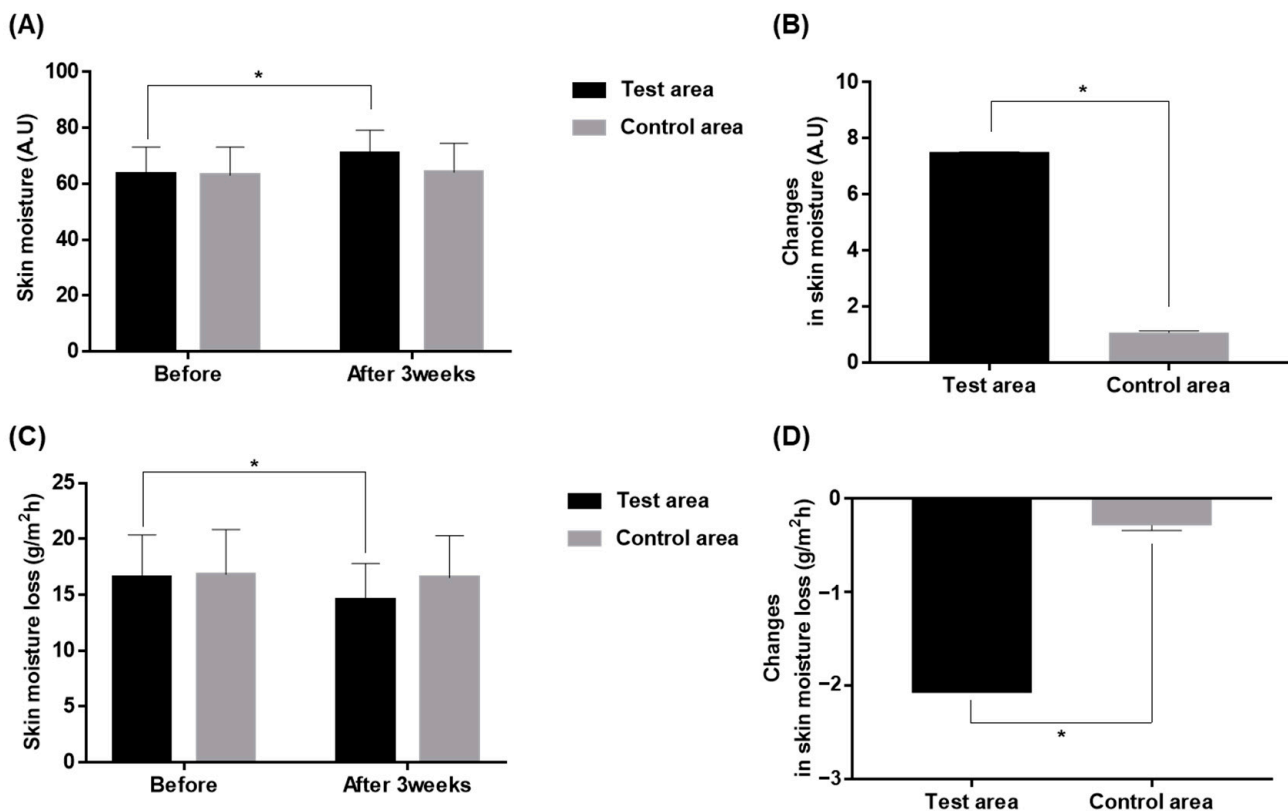 (A)
Skin moisture (A.U)
100
80
60
40
20
0
*
Before
After 3weeks
Test area
Control area
(B)
Changes
in skin moisture (A.U)
10
8
6
4
2
0
*
Test area
Control area
(C)
Skin moisture loss (g/m²h)
25
20
15
10
5
0
*
Before
After 3weeks
Test area
Control area
(D)
Changes
in skin moisture loss (g/m²h)
0
−1
−2
−3
*
Test area
Control area